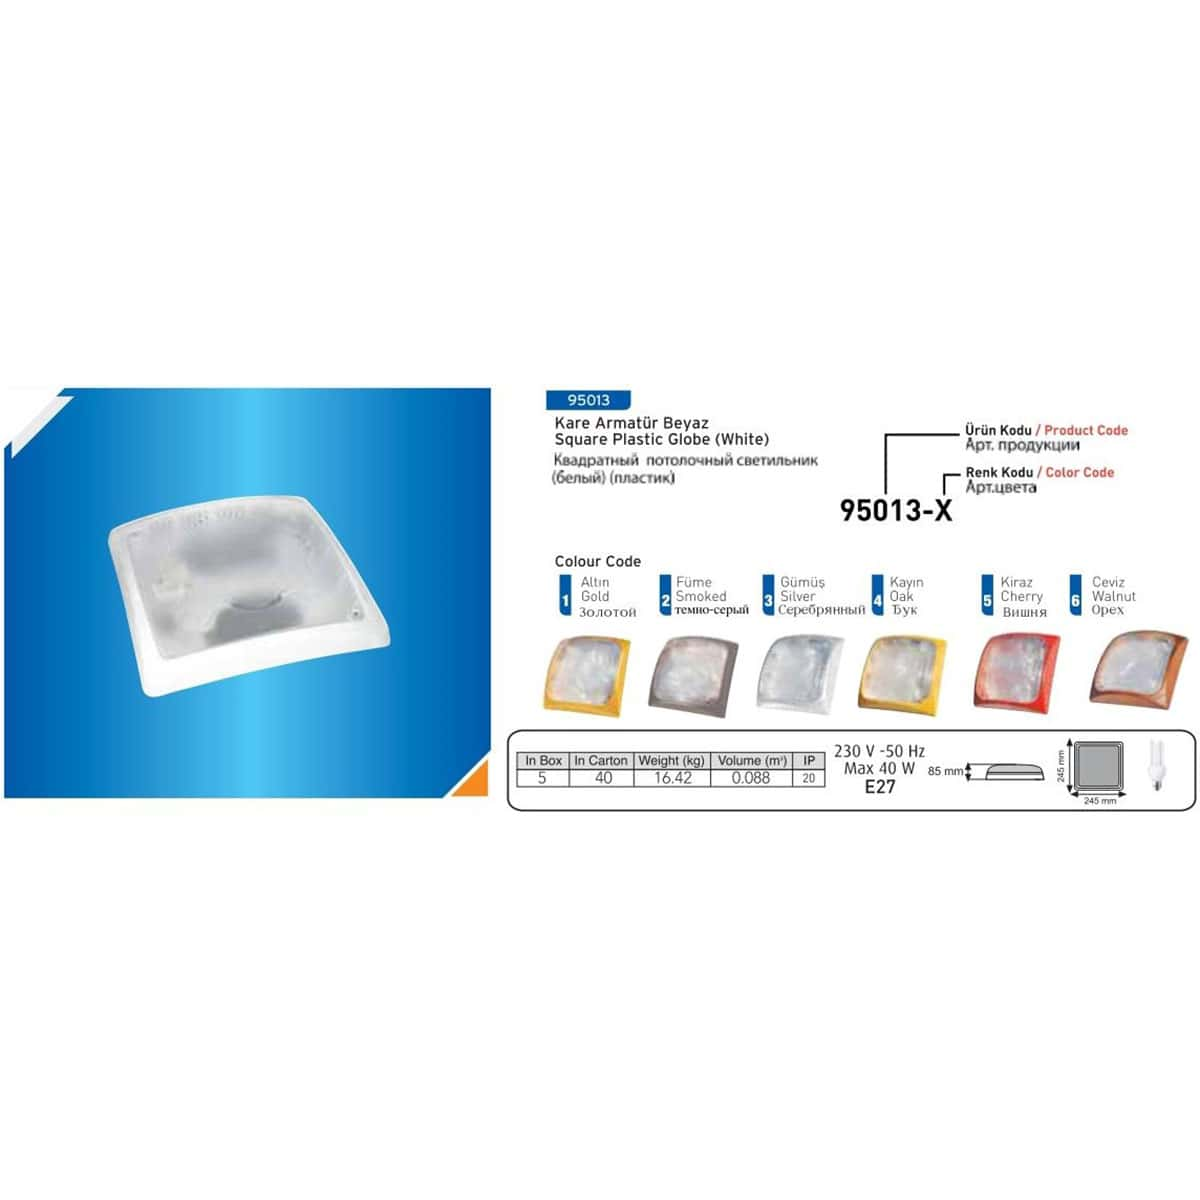 95013
Kare Armatür Beyaz
Square Plastic Globe (White)
Квадратный потолочный светильник
(белый) (пластик)
Ürün Kodu / Product Code
Арт. продукции
Renk Kodu / Color Code
Арт.цвета
95013-X
Colour Code
1 Altın
Gold
Золотой
2 Füme
Smoked
темно-серый
3 Gümüş
Silver
Серебрянный
4 Kayın
Oak
Ђук
5 Kiraz
Cherry
Вишня
6 Ceviz
Walnut
Орех
In Box In Carton Weight (kg) Volume (m³) IP
5 40 16.42 0.088 20
230 V -50 Hz
Max 40 W
E27
85 mm
245 mm
245 mm